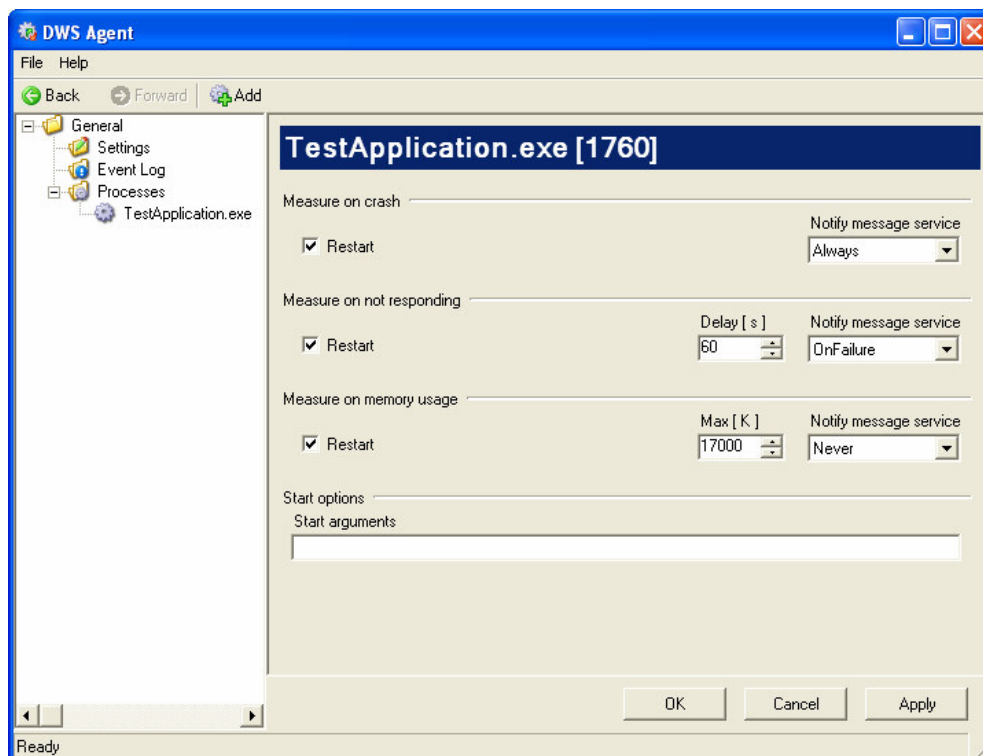 DWS Agent
File Help
Back Forward Add
General
Settings
Event Log
Processes
TestApplication.exe
TestApplication.exe [1760]
Measure on crash
Notify message service
Restart
Always
Measure on not responding
Delay [ s ] Notify message service
Restart
60 OnFailure
Measure on memory usage
Max [ K ] Notify message service
Restart
17000 Never
Start options
Start arguments
OK Cancel Apply
Ready